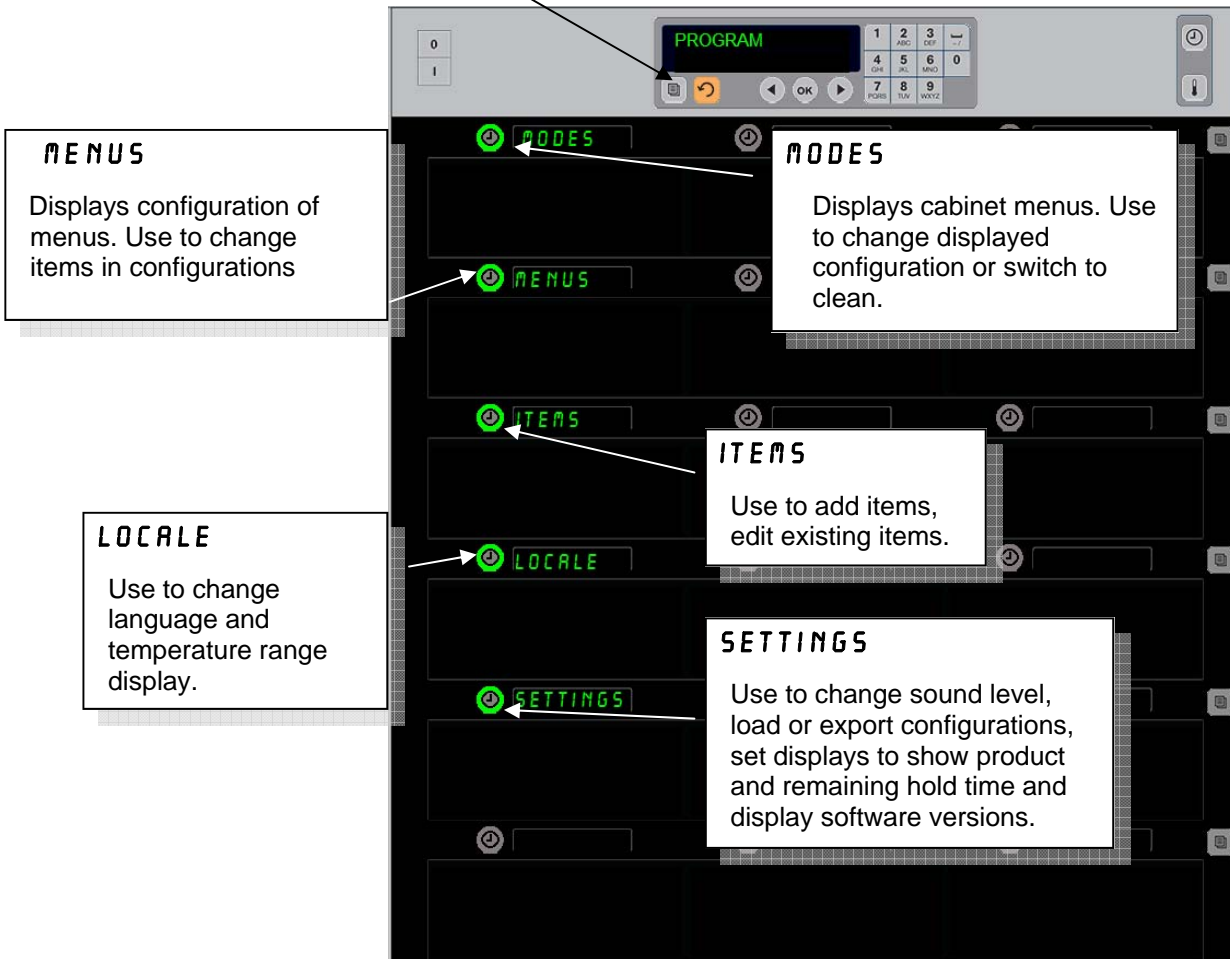 0
I
PROGRAM
1
2 ABC
3 DEF
- /
4 GHI
5 JKL
6 MNO
0
7 PQRS
8 TUV
9 WXYZ
OK
MODES
MENUS
Displays configuration of
menus. Use to change
items in configurations
MODES
Displays cabinet menus. Use
to change displayed
configuration or switch to
clean.
MENUS
ITEMS
ITEMS
Use to add items,
edit existing items.
LOCALE
Use to change
language and
temperature range
display.
LOCALE
SETTINGS
Use to change sound level,
load or export configurations,
set displays to show product
and remaining hold time and
display software versions.
SETTINGS